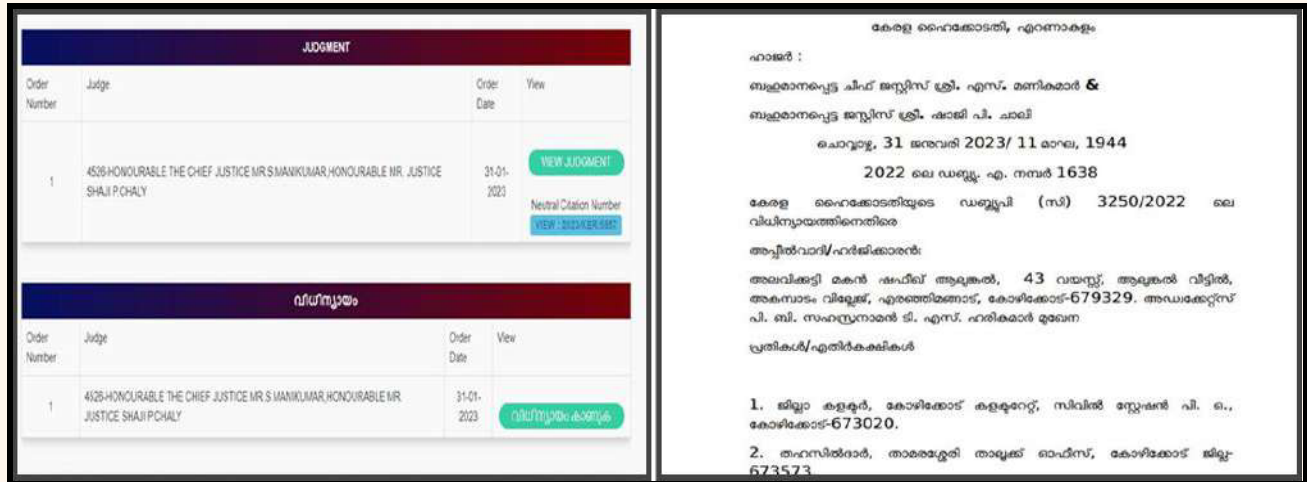 JUDGMENT
Order Number
Judge
Order Date
View
1
4526-HONOURABLE THE CHIEF JUSTICE MR.S.MANIKUMAR,HONOURABLE MR. JUSTICE
SHAJI P.CHALY
31-01-
2023
VIEW JUDGMENT
Neutral Citation Number
VIEW : 2023/KER/5857
വിധിന്യായം
Order Number
Judge
Order Date
View
1
4526-HONOURABLE THE CHIEF JUSTICE MR.S.MANIKUMAR,HONOURABLE MR.
JUSTICE SHAJI P.CHALY
31-01-
2023
വിധിന്യായം കാണുക
കേരള ഹൈക്കോടതി, എറണാകുളം
ഹാജർ :
ബഹുമാനപ്പെട്ട ചീഫ് ജസ്റ്റിസ് ശ്രീ. എസ്. മണികുമാർ &
ബഹുമാനപ്പെട്ട ജസ്റ്റിസ് ശ്രീ. ഷാജി പി. ചാലി
ചൊവ്വാഴ്ച, 31 ജനുവരി 2023/ 11 മാഘ, 1944
2022 ലെ ഡബ്ല്യു. എ. നമ്പർ 1638
കേരള ഹൈക്കോടതിയുടെ ഡബ്ല്യുപി (സി) 3250/2022 ലെ
വിധിന്യായത്തിനെതിരെ
അപ്പീൽവാദി/ഹർജിക്കാരൻ:
അലവിക്കുട്ടി മകൻ ഷഫീഖ് ആലുങ്കൽ, 43 വയസ്സ്, ആലുങ്കൽ വീട്ടിൽ,
അകമ്പാടം വില്ലേജ്, എരഞ്ഞിമങ്ങാട്, കോഴിക്കോട്-679329. അഡ്വക്കേറ്റ്സ്
പി. ബി. സഹസ്രനാമൻ ടി. എസ്. ഹരികുമാർ മുഖേന
പ്രതികൾ/എതിർകക്ഷികൾ
1. ജില്ലാ കളക്ടർ, കോഴിക്കോട് കളക്ടറേറ്റ്, സിവിൽ സ്റ്റേഷൻ പി. ഒ.,
കോഴിക്കോട്-673020.
2. തഹസിൽദാർ, താമരശ്ശേരി താലൂക്ക് ഓഫീസ്, കോഴിക്കോട് ജില്ല-
673573